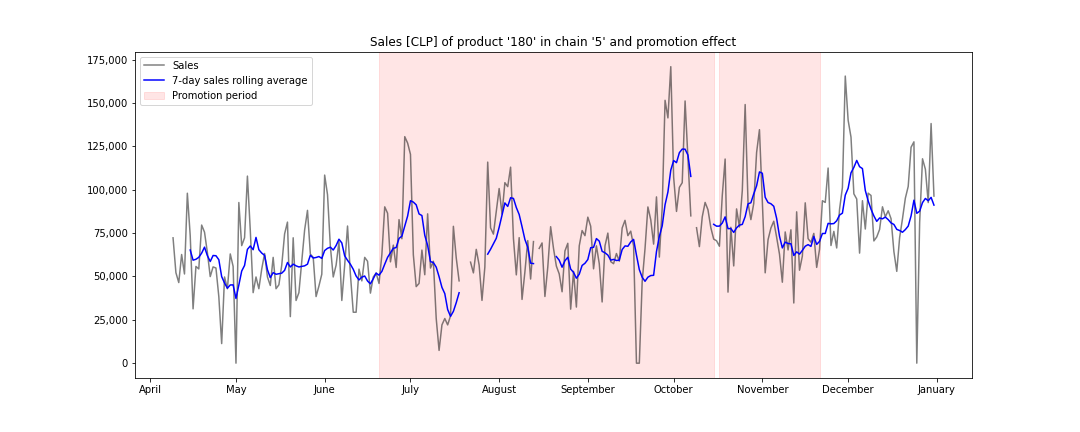 Sales [CLP] of product '180' in chain '5' and promotion effect
175,000
150,000
125,000
100,000
75,000
50,000
25,000
0
Sales
7-day sales rolling average
Promotion period
April May June July August September October November December January